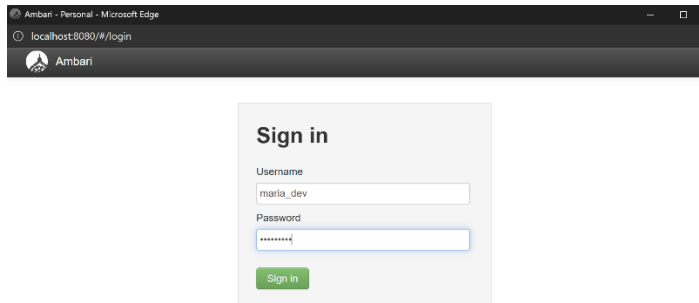 Ambari - Personal - Microsoft Edge
localhost:8080/#/login
Ambari
Sign in
Username
maria_dev
Password
•••••••••
Sign in